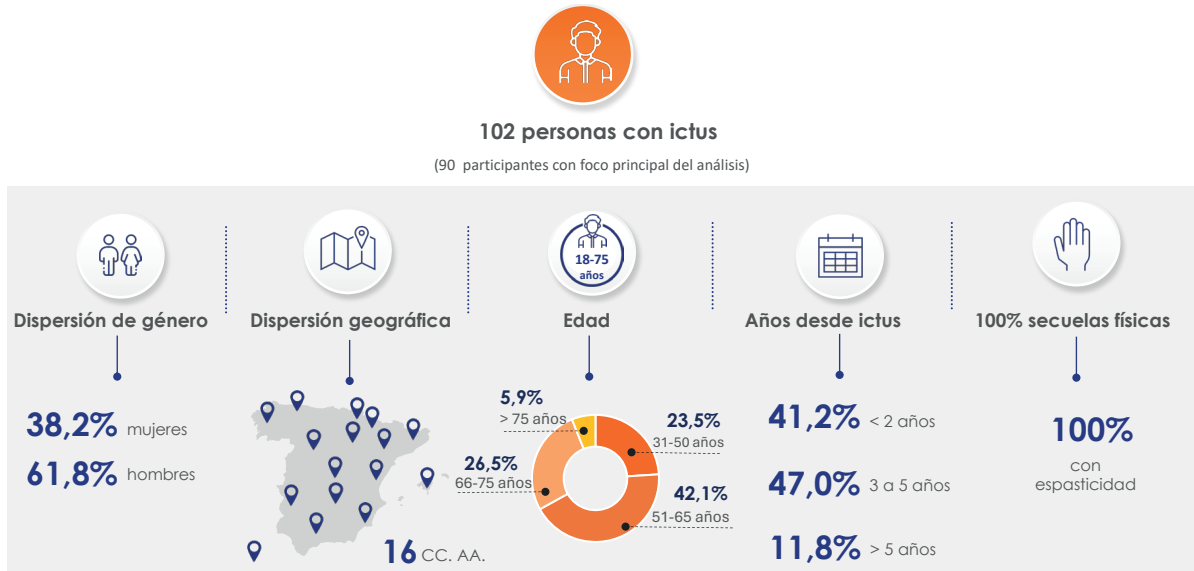 102 personas con ictus
(90 participantes con foco principal del análisis)
Dispersión de género
38,2% mujeres
61,8% hombres
Dispersión geográfica
16 CC. AA.
18-75
años
Edad
5,9%
> 75 años
23,5%
31-50 años
26,5%
66-75 años
42,1%
51-65 años
Años desde ictus
41,2% < 2 años
47,0% 3 a 5 años
11,8% > 5 años
100% secuelas físicas
100%
con
espasticidad